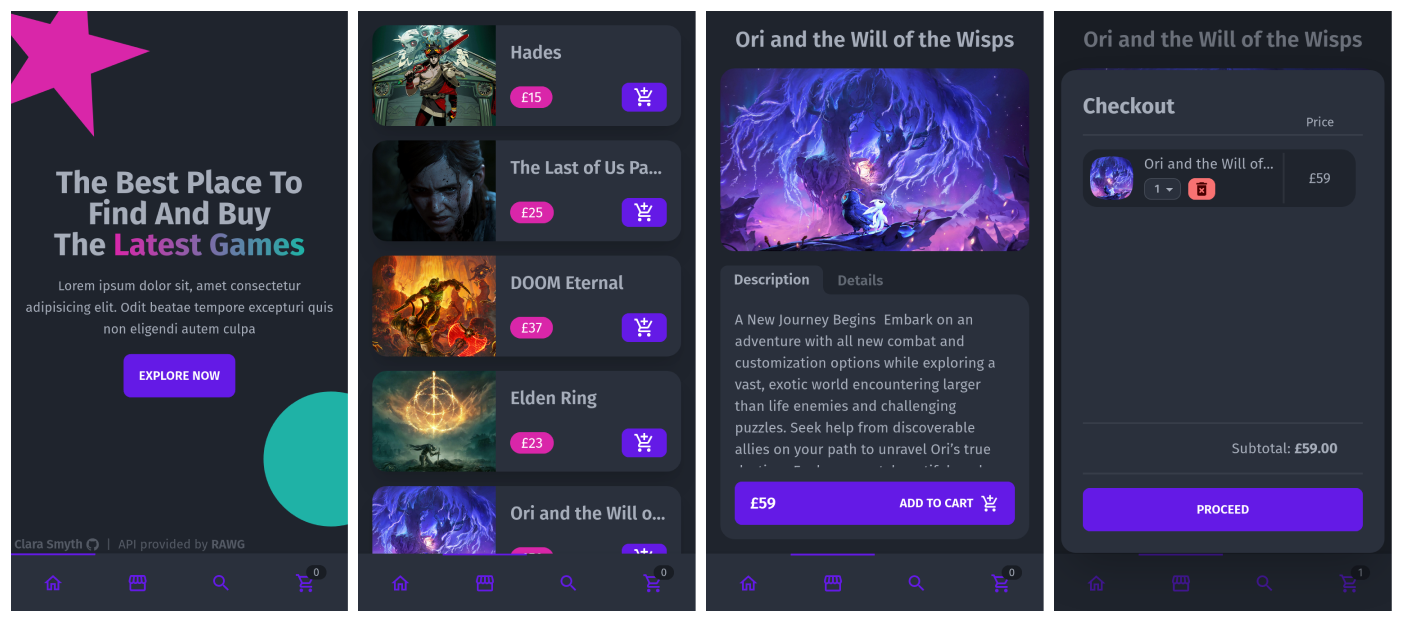 The Best Place To
Find And Buy
The Latest Games
Lorem ipsum dolor sit, amet consectetur
adipisicing elit. Odit beatae tempore excepturi quis
non eligendi autem culpa
EXPLORE NOW
Clara Smyth | API provided by RAWG
0
Hades
£15
The Last of Us Pa...
£25
DOOM Eternal
£37
Elden Ring
£23
Ori and the Will o...
0
Ori and the Will of the Wisps
Description Details
A New Journey Begins Embark on an
adventure with all new combat and
customization options while exploring a
vast, exotic world encountering larger
than life enemies and challenging
puzzles. Seek help from discoverable
allies on your path to unravel Ori's true
£59 ADD TO CART
0
Ori and the Will of the Wisps
Checkout
Price
Ori and the Will of...
1
£59
Subtotal: £59.00
PROCEED
1